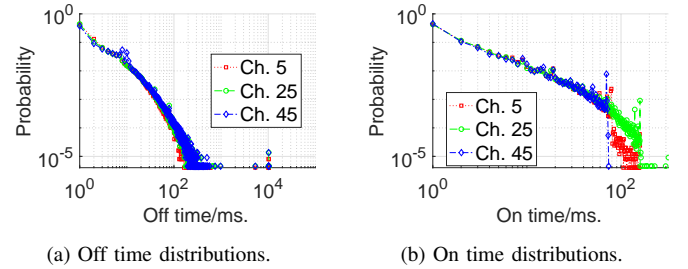 10^0
Probability
10^-5
Ch. 5
Ch. 25
Ch. 45
10^0
10^2
10^4
Off time/ms.
(a) Off time distributions.
10^0
Probability
10^-5
Ch. 5
Ch. 25
Ch. 45
10^0
10^2
On time/ms.
(b) On time distributions.